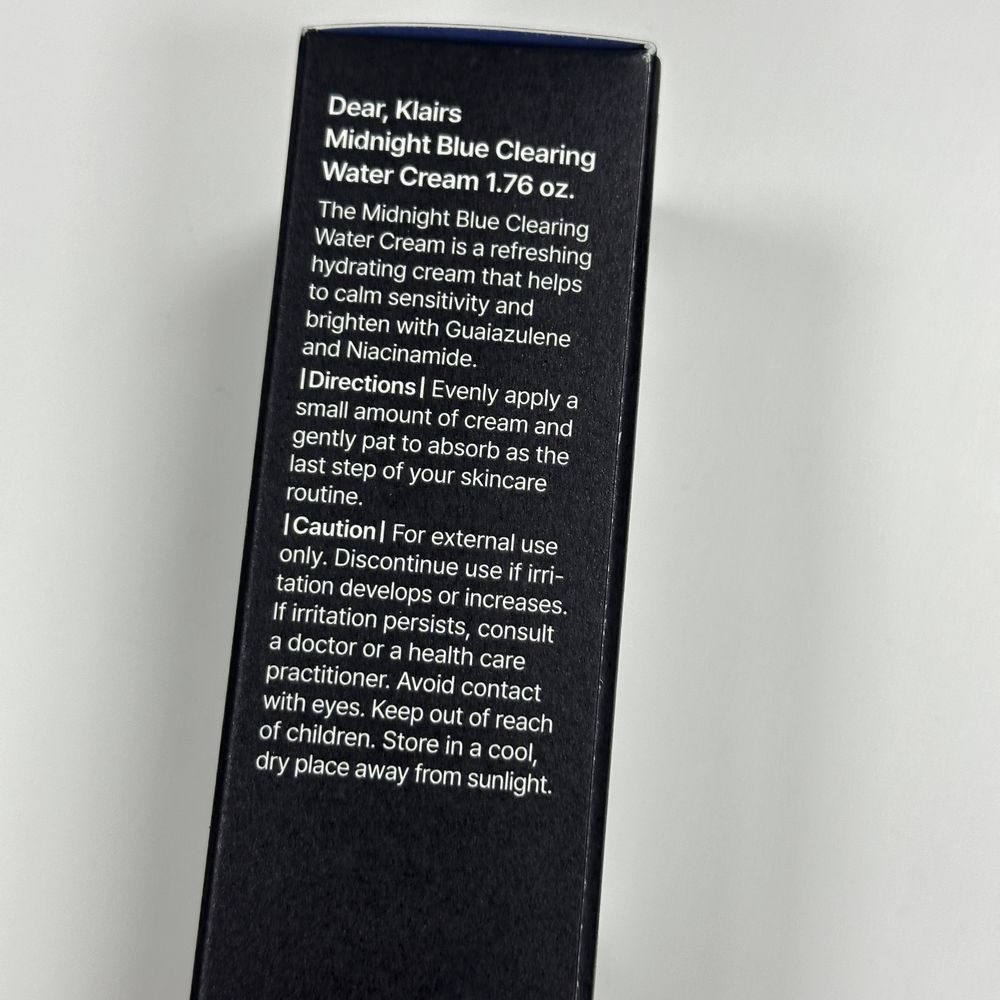 Dear, Klairs
Midnight Blue Clearing
Water Cream 1.76 oz.
The Midnight Blue Clearing
Water Cream is a refreshing
hydrating cream that helps
to calm sensitivity and
brighten with Guaiazulene
and Niacinamide.
|Directions| Evenly apply a
small amount of cream and
gently pat to absorb as the
last step of your skincare
routine.
|Caution| For external use
only. Discontinue use if irri-
tation develops or increases.
If irritation persists, consult
a doctor or a health care
practitioner. Avoid contact
with eyes. Keep out of reach
of children. Store in a cool,
dry place away from sunlight.